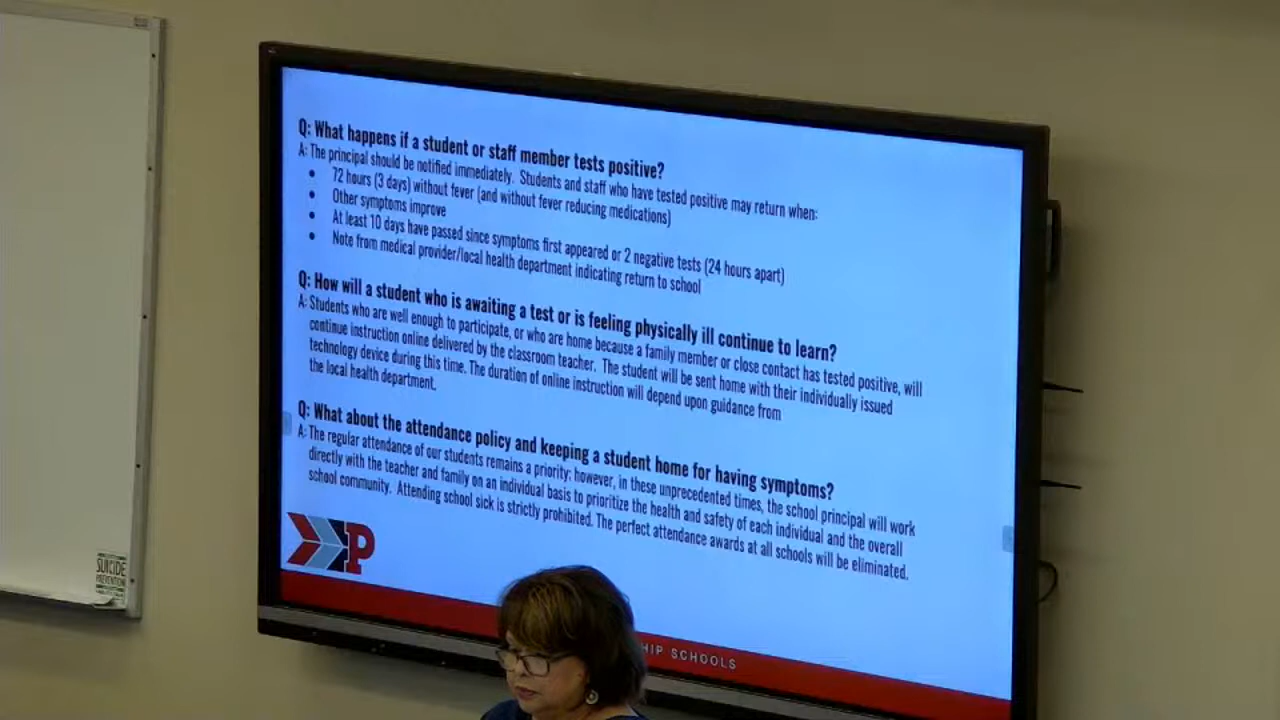 Q: What happens if a student or staff member tests positive?
A: The principal should be notified immediately. Students and staff who have tested positive may return when:
• 72 hours (3 days) without fever (and without fever reducing medications)
• Other symptoms improve
• At least 10 days have passed since symptoms first appeared or 2 negative tests (24 hours apart)
• Note from medical provider/local health department indicating return to school
Q: How will a student who is awaiting a test or is feeling physically ill continue to learn?
A: Students who are well enough to participate, or who are home because a family member or close contact has tested positive, will
continue instruction online delivered by the classroom teacher. The student will be sent home with their individually issued
technology device during this time. The duration of online instruction will depend upon guidance from
the local health department.
Q: What about the attendance policy and keeping a student home for having symptoms?
A: The regular attendance of our students remains a priority; however, in these unprecedented times, the school principal will work
directly with the teacher and family on an individual basis to prioritize the health and safety of each individual and the overall
school community. Attending school sick is strictly prohibited. The perfect attendance awards at all schools will be eliminated.
P
HIP SCHOOLS
SUICIDE
PREVENTION